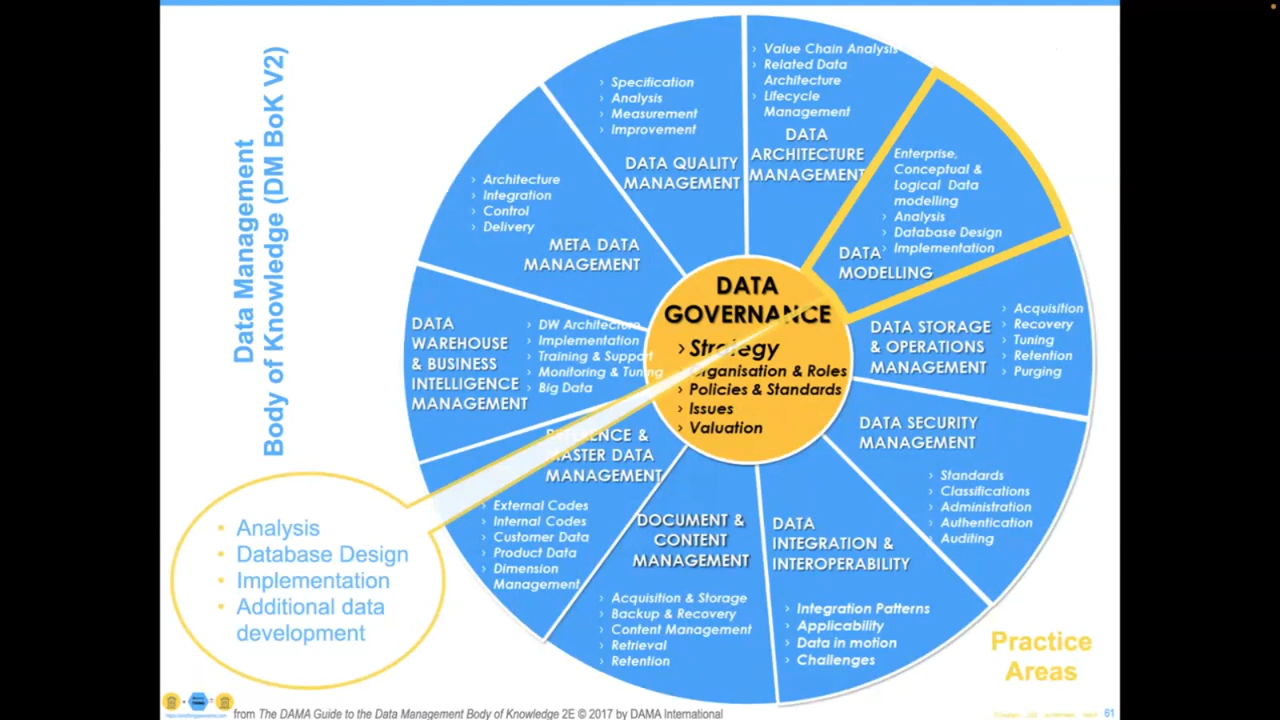 Data Management
Body of Knowledge (DM BoK V2)
› Value Chain Analysis
› Related Data
Architecture
› Lifecycle
Management
DATA
ARCHITECTURE
MANAGEMENT
Enterprise,
Conceptual &
Logical Data
modelling
› Analysis
› Database Design
› Implementation
DATA
MODELLING
› Acquisition
› Recovery
› Tuning
› Retention
› Purging
DATA STORAGE
& OPERATIONS
MANAGEMENT
DATA SECURITY
MANAGEMENT
› Standards
› Classifications
› Administration
› Authentication
› Auditing
DATA
INTEGRATION &
INTEROPERABILITY
› Integration Patterns
› Applicability
› Data in motion
› Challenges
DOCUMENT &
CONTENT
MANAGEMENT
› Acquisition & Storage
› Backup & Recovery
› Content Management
› Retrieval
› Retention
REFERENCE &
MASTER DATA
MANAGEMENT
› External Codes
› Internal Codes
› Customer Data
› Product Data
› Dimension
Management
DATA
WAREHOUSE
& BUSINESS
INTELLIGENCE
MANAGEMENT
› DW Architecture
› Implementation
› Training & Support
› Monitoring & Tuning
› Big Data
› Architecture
› Integration
› Control
› Delivery
META DATA
MANAGEMENT
› Specification
› Analysis
› Measurement
› Improvement
DATA QUALITY
MANAGEMENT
DATA
GOVERNANCE
› Strategy
› Organisation & Roles
› Policies & Standards
› Issues
› Valuation
• Analysis
• Database Design
• Implementation
• Additional data
development
Practice
Areas
from The DAMA Guide to the Data Management Body of Knowledge 2E © 2017 by DAMA International
61